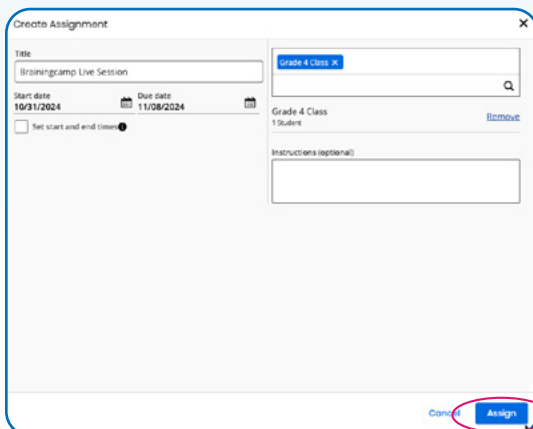 Create Assignment
Title
Brainingcamp Live Session
Start date
10/31/2024
Due date
11/08/2024
Set start and end times
Grade 4 Class ×
Grade 4 Class
1 Student
Remove
Instructions (optional)
Cancel
Assign